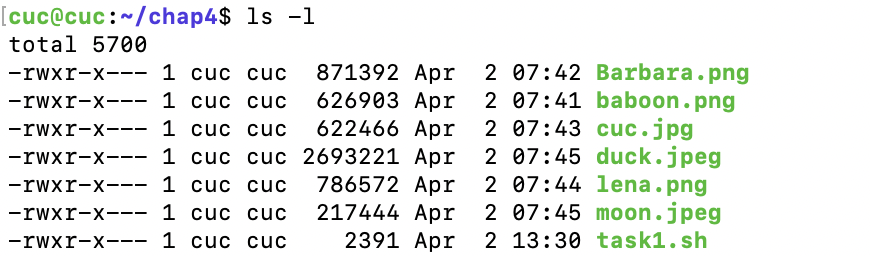 [cuc@cuc:~/chap4$ ls -l
total 5700
-rwxr-x--- 1 cuc cuc  871392 Apr  2 07:42 Barbara.png
-rwxr-x--- 1 cuc cuc  626903 Apr  2 07:41 baboon.png
-rwxr-x--- 1 cuc cuc  622466 Apr  2 07:43 cuc.jpg
-rwxr-x--- 1 cuc cuc 2693221 Apr  2 07:45 duck.jpeg
-rwxr-x--- 1 cuc cuc  786572 Apr  2 07:44 lena.png
-rwxr-x--- 1 cuc cuc  217444 Apr  2 07:45 moon.jpeg
-rwxr-x--- 1 cuc cuc    2391 Apr  2 13:30 task1.sh